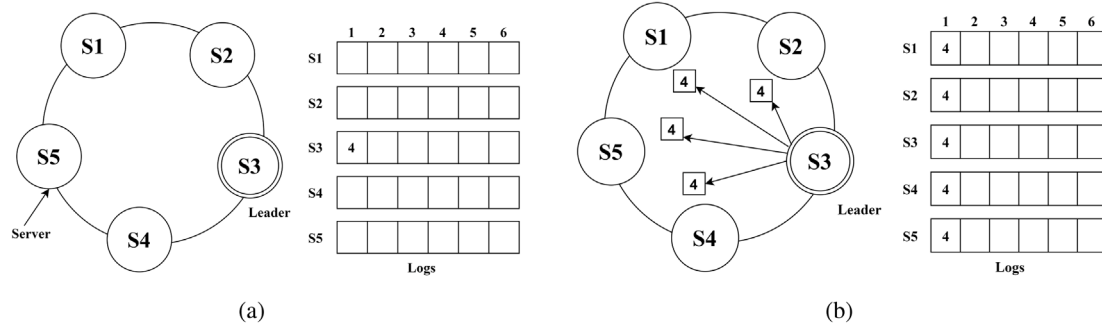 S1
S2
S5
S3
Leader
Server
S4
1 2 3 4 5 6
S1
S2
S3 4
S4
S5
Logs
(a)
S1
S2
4
4
4
S5
S3
4
Leader
S4
1 2 3 4 5 6
S1 4
S2 4
S3 4
S4 4
S5 4
Logs
(b)